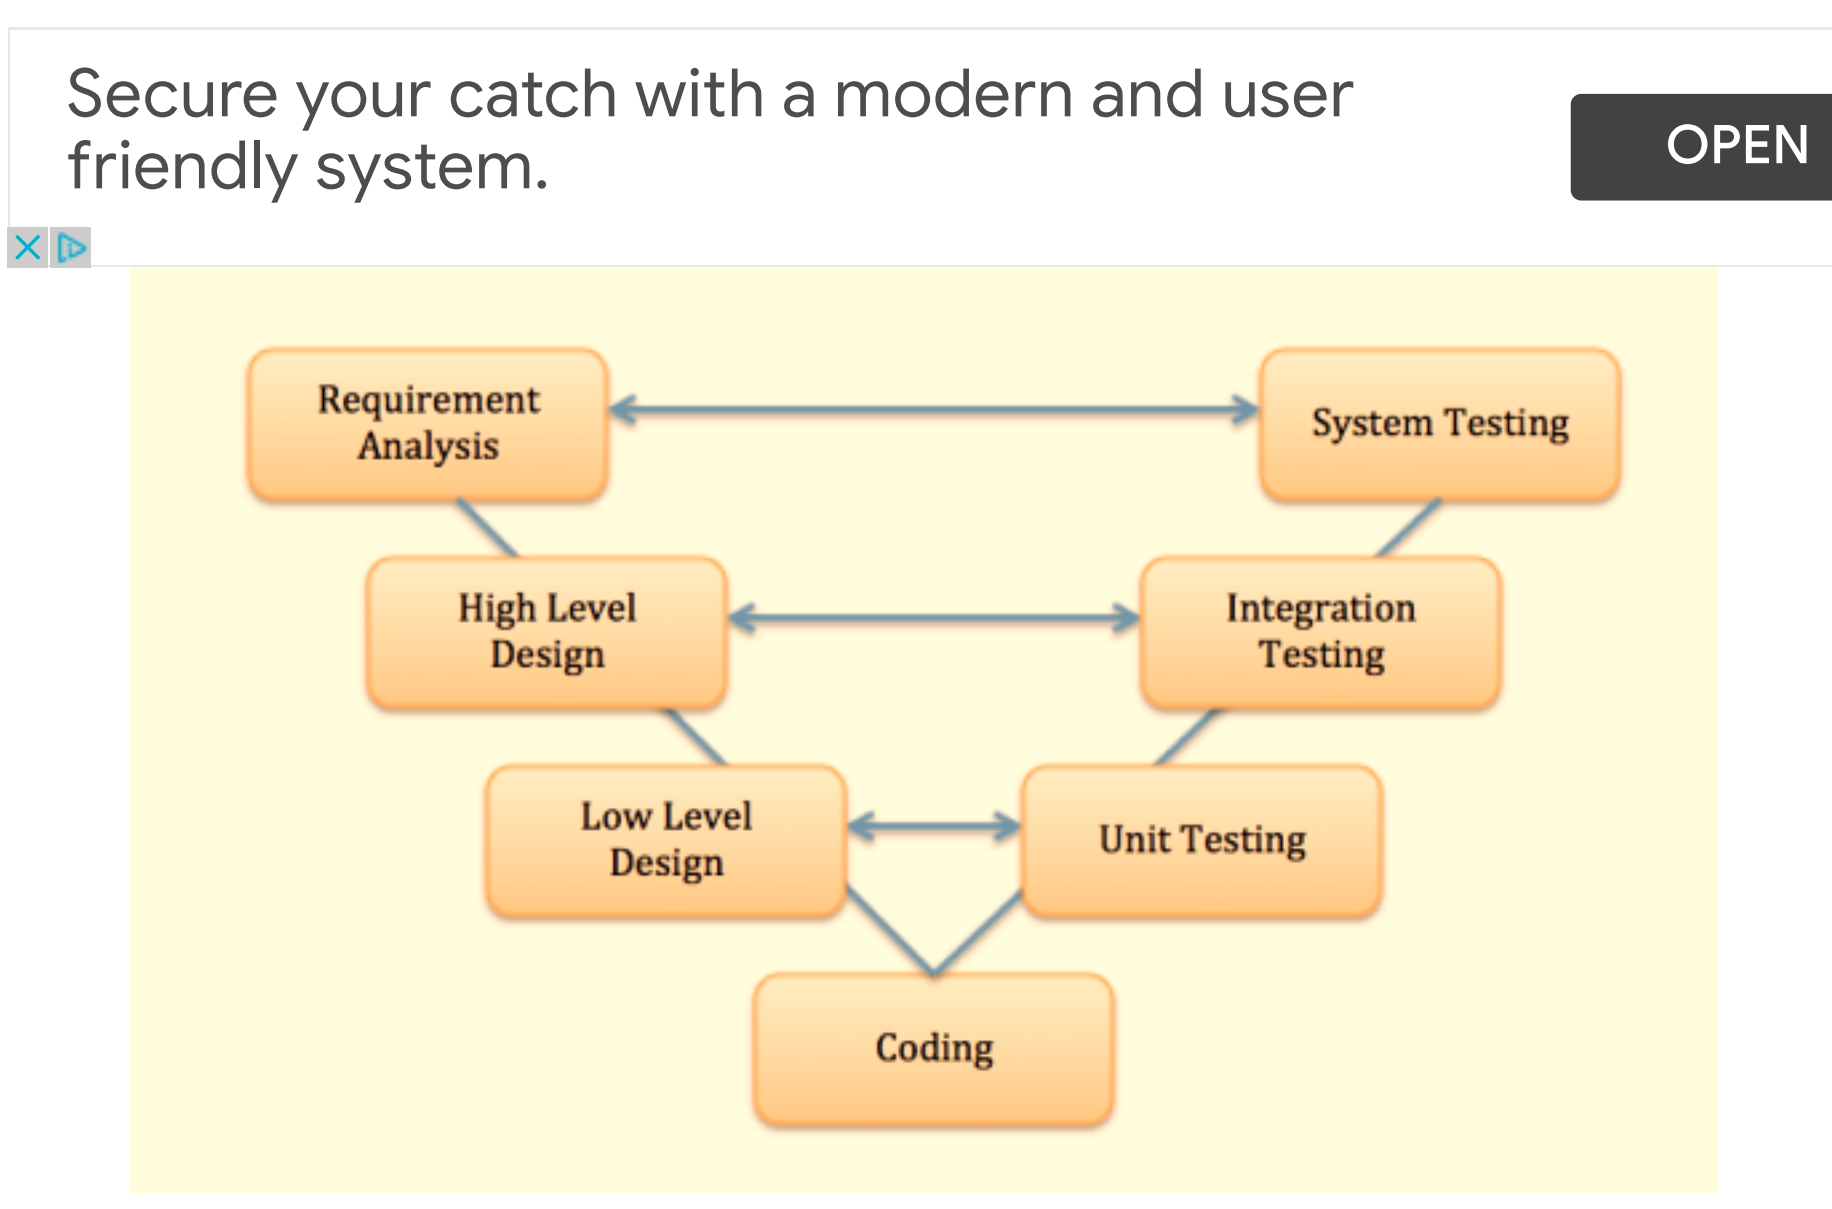 Secure your catch with a modern and user
friendly system.
OPEN
Requirement
Analysis
System Testing
High Level
Design
Integration
Testing
Low Level
Design
Unit Testing
Coding